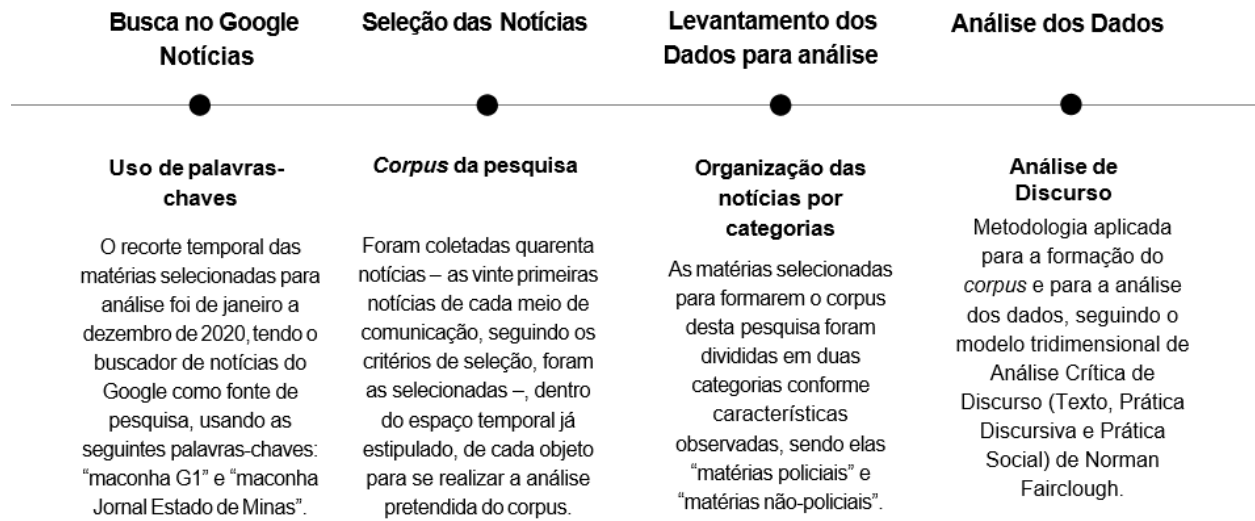 Busca no Google
Notícias
Uso de palavras-
chaves
O recorte temporal das
matérias selecionadas para
análise foi de janeiro a
dezembro de 2020, tendo o
buscador de notícias do
Google como fonte de
pesquisa, usando as
seguintes palavras-chaves:
“maconha G1” e “maconha
Jornal Estado de Minas”.
Seleção das Notícias
Corpus da pesquisa
Foram coletadas quarenta
notícias – as vinte primeiras
notícias de cada meio de
comunicação, seguindo os
critérios de seleção, foram
as selecionadas –, dentro
do espaço temporal já
estipulado, de cada objeto
para se realizar a análise
pretendida do corpus.
Levantamento dos
Dados para análise
Organização das
notícias por
categorias
As matérias selecionadas
para formarem o corpus
desta pesquisa foram
divididas em duas
categorias conforme
características
observadas, sendo elas
“matérias policiais” e
“matérias não-policiais”.
Análise dos Dados
Análise de
Discurso
Metodologia aplicada
para a formação do
corpus e para a análise
dos dados, seguindo o
modelo tridimensional de
Análise Crítica de
Discurso (Texto, Prática
Discursiva e Prática
Social) de Norman
Fairclough.